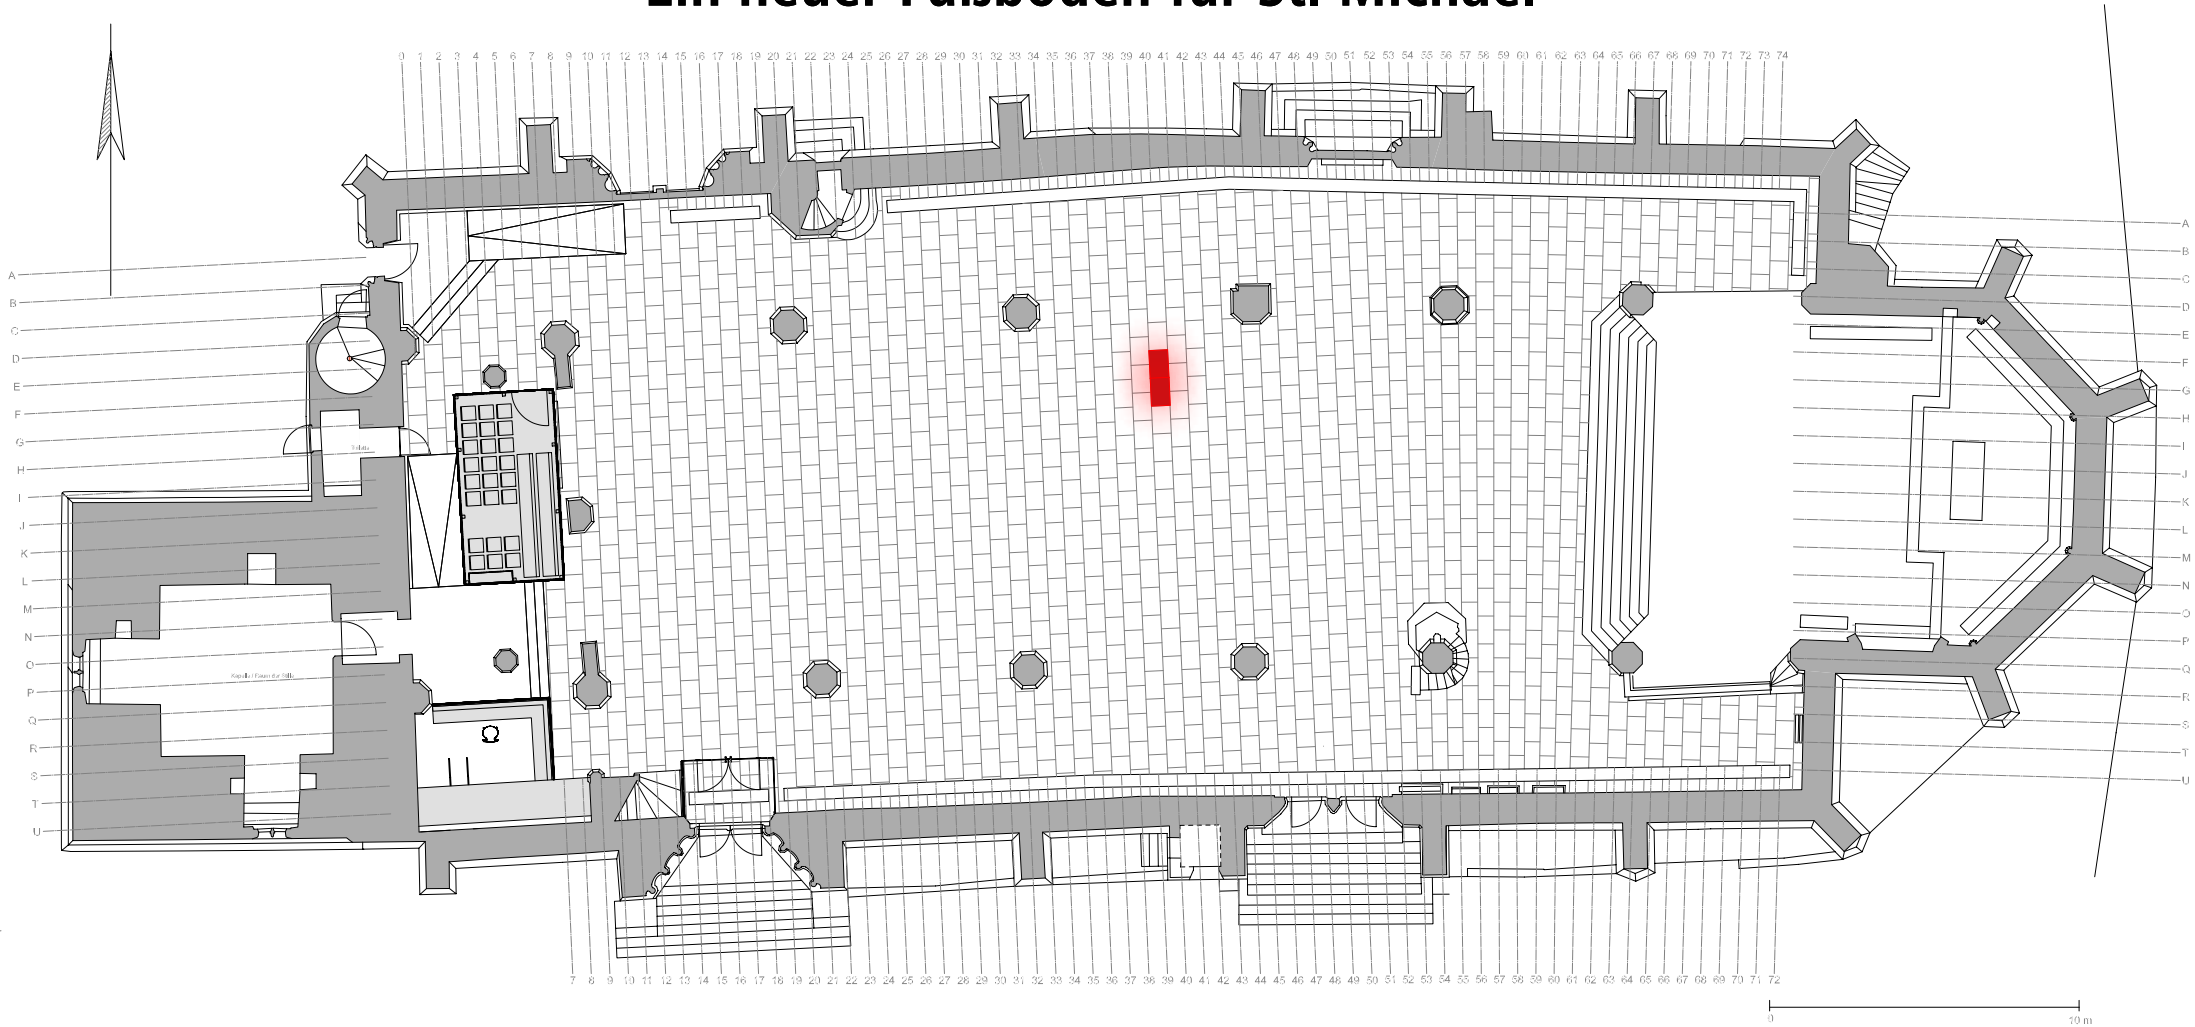 Ein neuer Fußboden für St. Michael
0 1 2 3 4 5 6 7 8 9 10 11 12 13 14 15 16 17 18 19 20 21 22 23 24 25 26 27 28 29 30 31 32 33 34 35 36 37 38 39 40 41 42 43 44 45 46 47 48 49 50 51 52 53 54 55 56 57 58 59 60 61 62 63 64 65 66 67 68 69 70 71 72 73 74
A
B
C
D
E
F
G
H
I
J
K
L
M
N
O
P
Q
R
S
T
U
A
B
C
D
E
F
G
H
I
J
K
L
M
N
O
P
Q
R
S
T
U
7 8 9 10 11 12 13 14 15 16 17 18 19 20 21 22 23 24 25 26 27 28 29 30 31 32 33 34 35 36 37 38 39 40 41 42 43 44 45 46 47 48 49 50 51 52 53 54 55 56 57 58 59 60 61 62 63 64 65 66 67 68 69 70 71 72
0 10 m